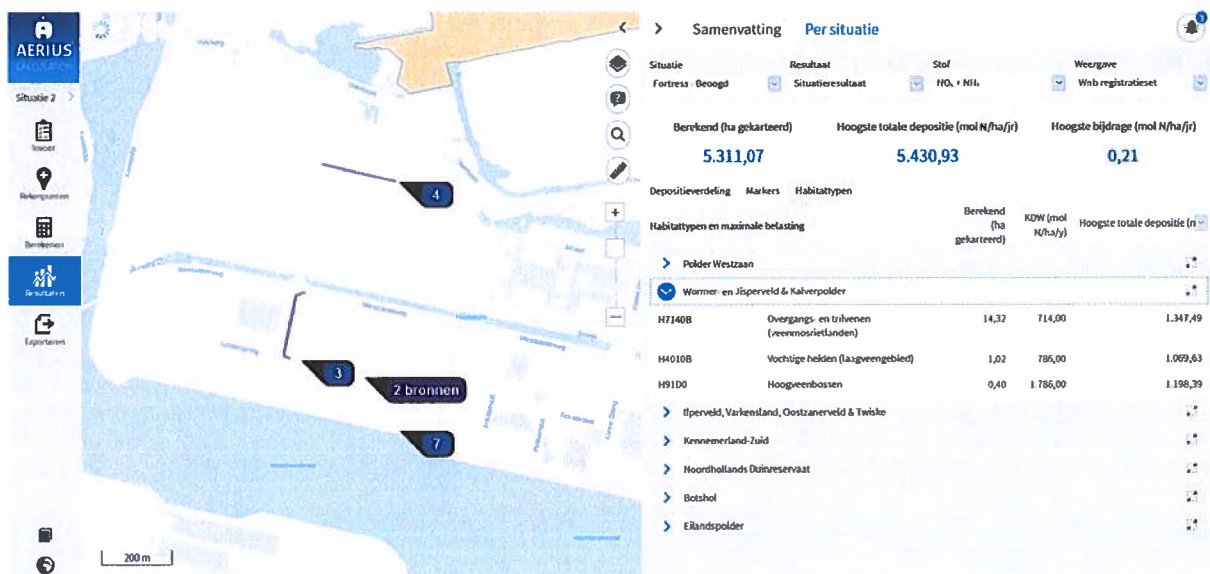 AERIUS
CALCULATOR
Situatie 2
Invoer
Rekenpunten
Berekenen
Resultaten
Exporteren
4
3
2 bronnen
7
200 m
Samenvatting Per situatie
Situatie Resultaat Stof Weergave
Fortress - Beoogd Situatieresultaat NOₓ + NH₃ Wnb registratieset
Berekend (ha gekarteerd) Hoogste totale depositie (mol N/ha/jr) Hoogste bijdrage (mol N/ha/jr)
5.311,07 5.430,93 0,21
Depositieverdeling Markers Habitattypen
Habitattypen en maximale belasting Berekend (ha gekarteerd) KDW (mol N/ha/y) Hoogste totale depositie (m
Polder Westzaan
Wormer- en Jisperveld & Kalverpolder
H7140B Overgangs- en trilvenen (veenmosrietlanden) 14,32 714,00 1.347,49
H4010B Vochtige heiden (laagveengebied) 1,02 786,00 1.069,63
H91D0 Hoogveenbossen 0,40 1.786,00 1.198,39
Ilperveld, Varkensland, Oostzanerveld & Twiske
Kennemerland-Zuid
Noordhollands Duinreservaat
Botshol
Eilandspolder